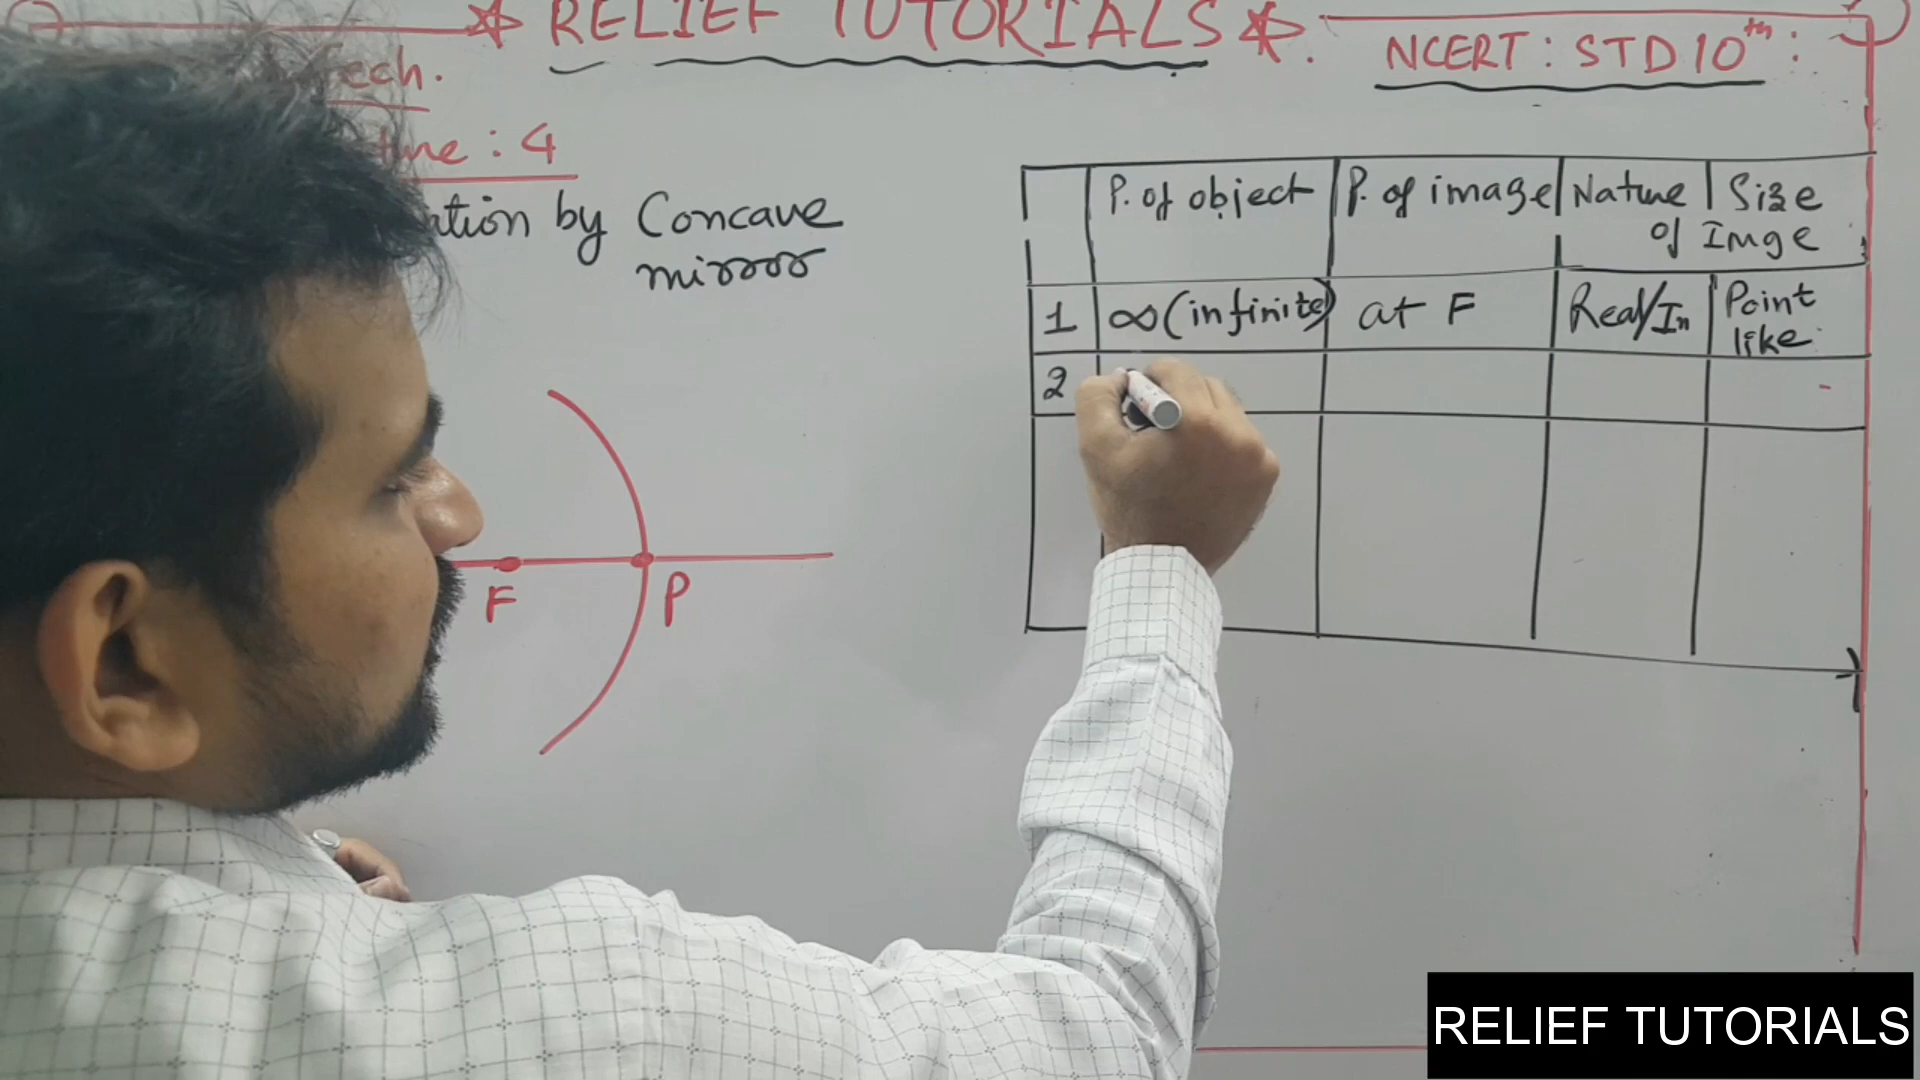 RELIEF TUTORIALS
NCERT: STD 10th:
ech.
: 4
by Concave
mirror
P. of object P. of image Nature Size
of Imge
1 ∞(infinite) at F Real/In Point
like
2
F P
RELIEF TUTORIALS